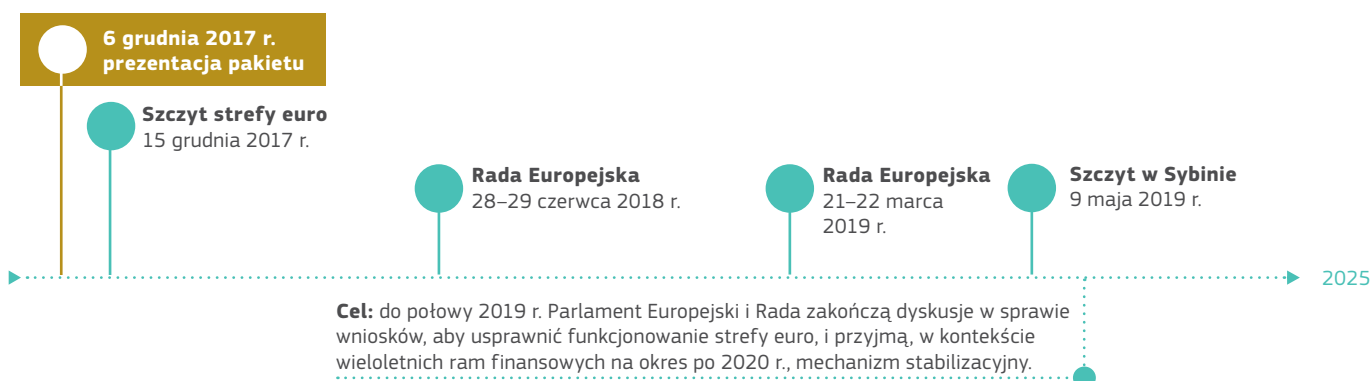 6 grudnia 2017 r.
prezentacja pakietu
Szczyt strefy euro
15 grudnia 2017 r.
Rada Europejska
28–29 czerwca 2018 r.
Rada Europejska
21–22 marca
2019 r.
Szczyt w Sybinie
9 maja 2019 r.
2025
Cel: do połowy 2019 r. Parlament Europejski i Rada zakończą dyskusje w sprawie
wniosków, aby usprawnić funkcjonowanie strefy euro, i przyjmą, w kontekście
wieloletnich ram finansowych na okres po 2020 r., mechanizm stabilizacyjny.